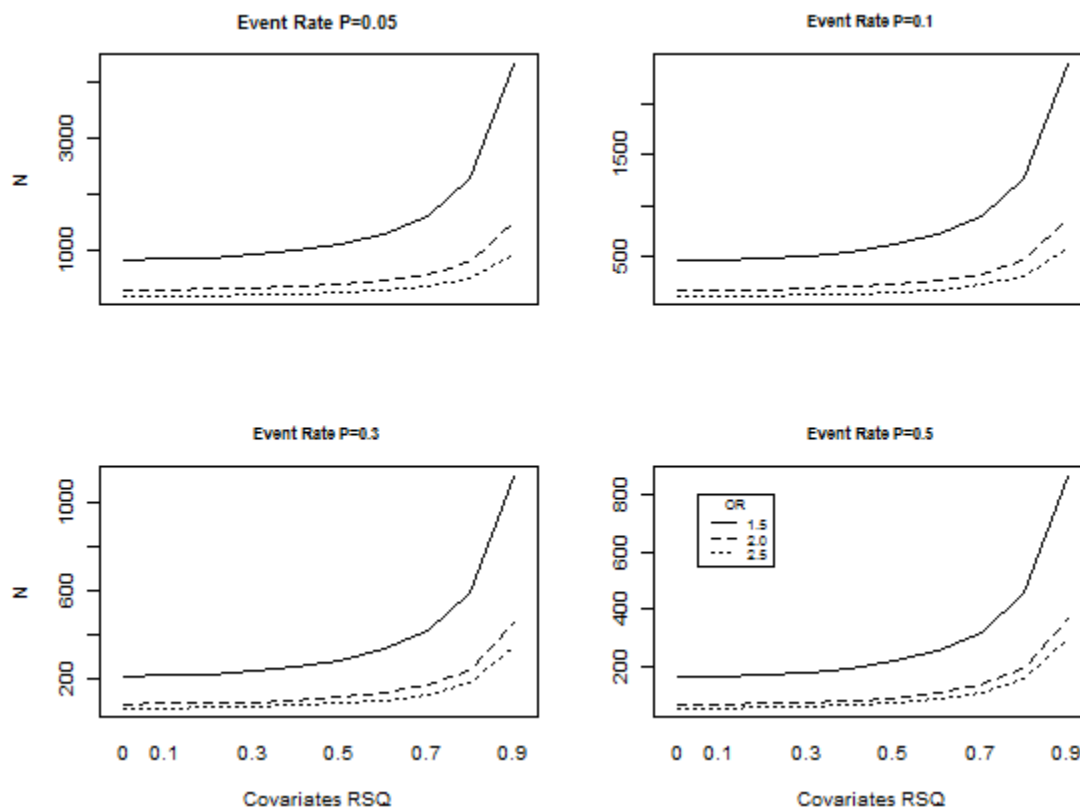 Event Rate P=0.05
N
3000
1000
Event Rate P=0.1
1500
500
Event Rate P=0.3
N
1000
600
200
0 0.1 0.3 0.5 0.7 0.9
Covariates RSQ
Event Rate P=0.5
800
600
400
200
OR
1.5
2.0
2.5
0 0.1 0.3 0.5 0.7 0.9
Covariates RSQ